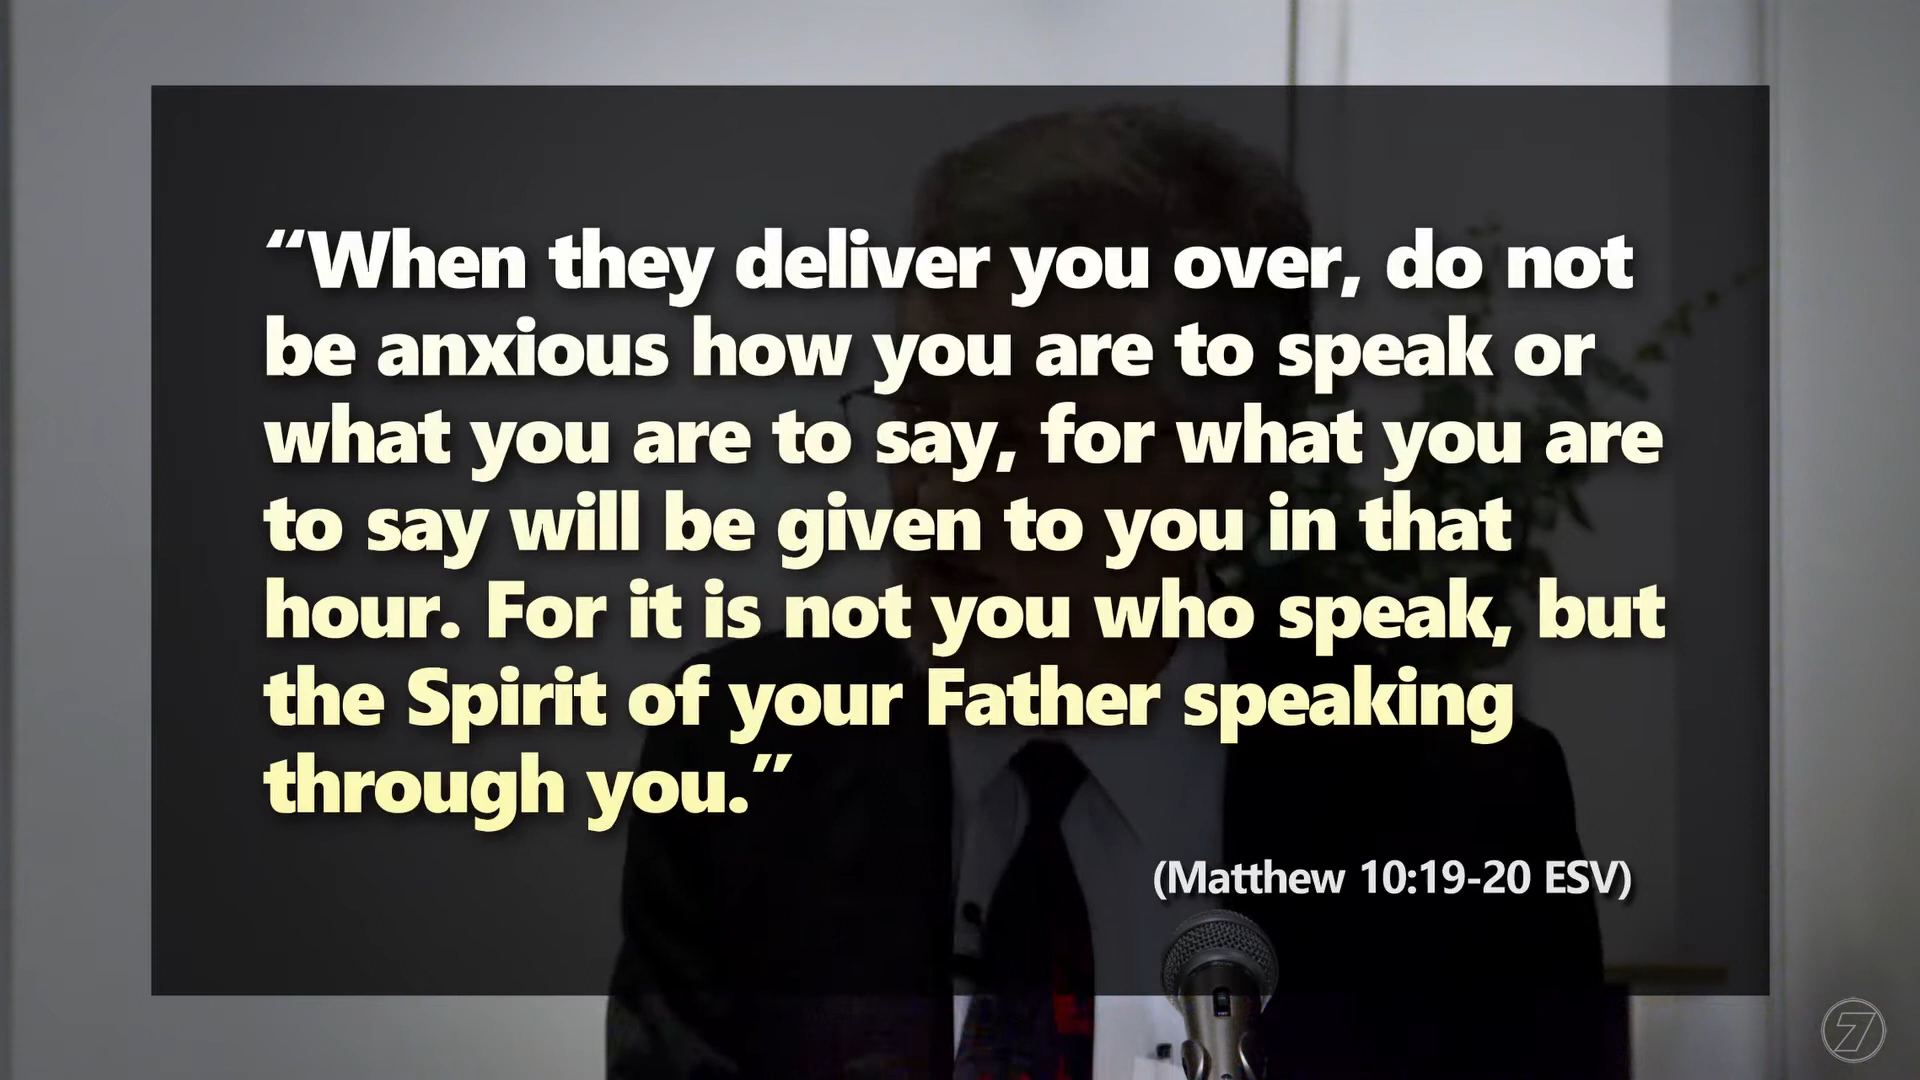 “When they deliver you over, do not
be anxious how you are to speak or
what you are to say, for what you are
to say will be given to you in that
hour. For it is not you who speak, but
the Spirit of your Father speaking
through you.”
(Matthew 10:19-20 ESV)